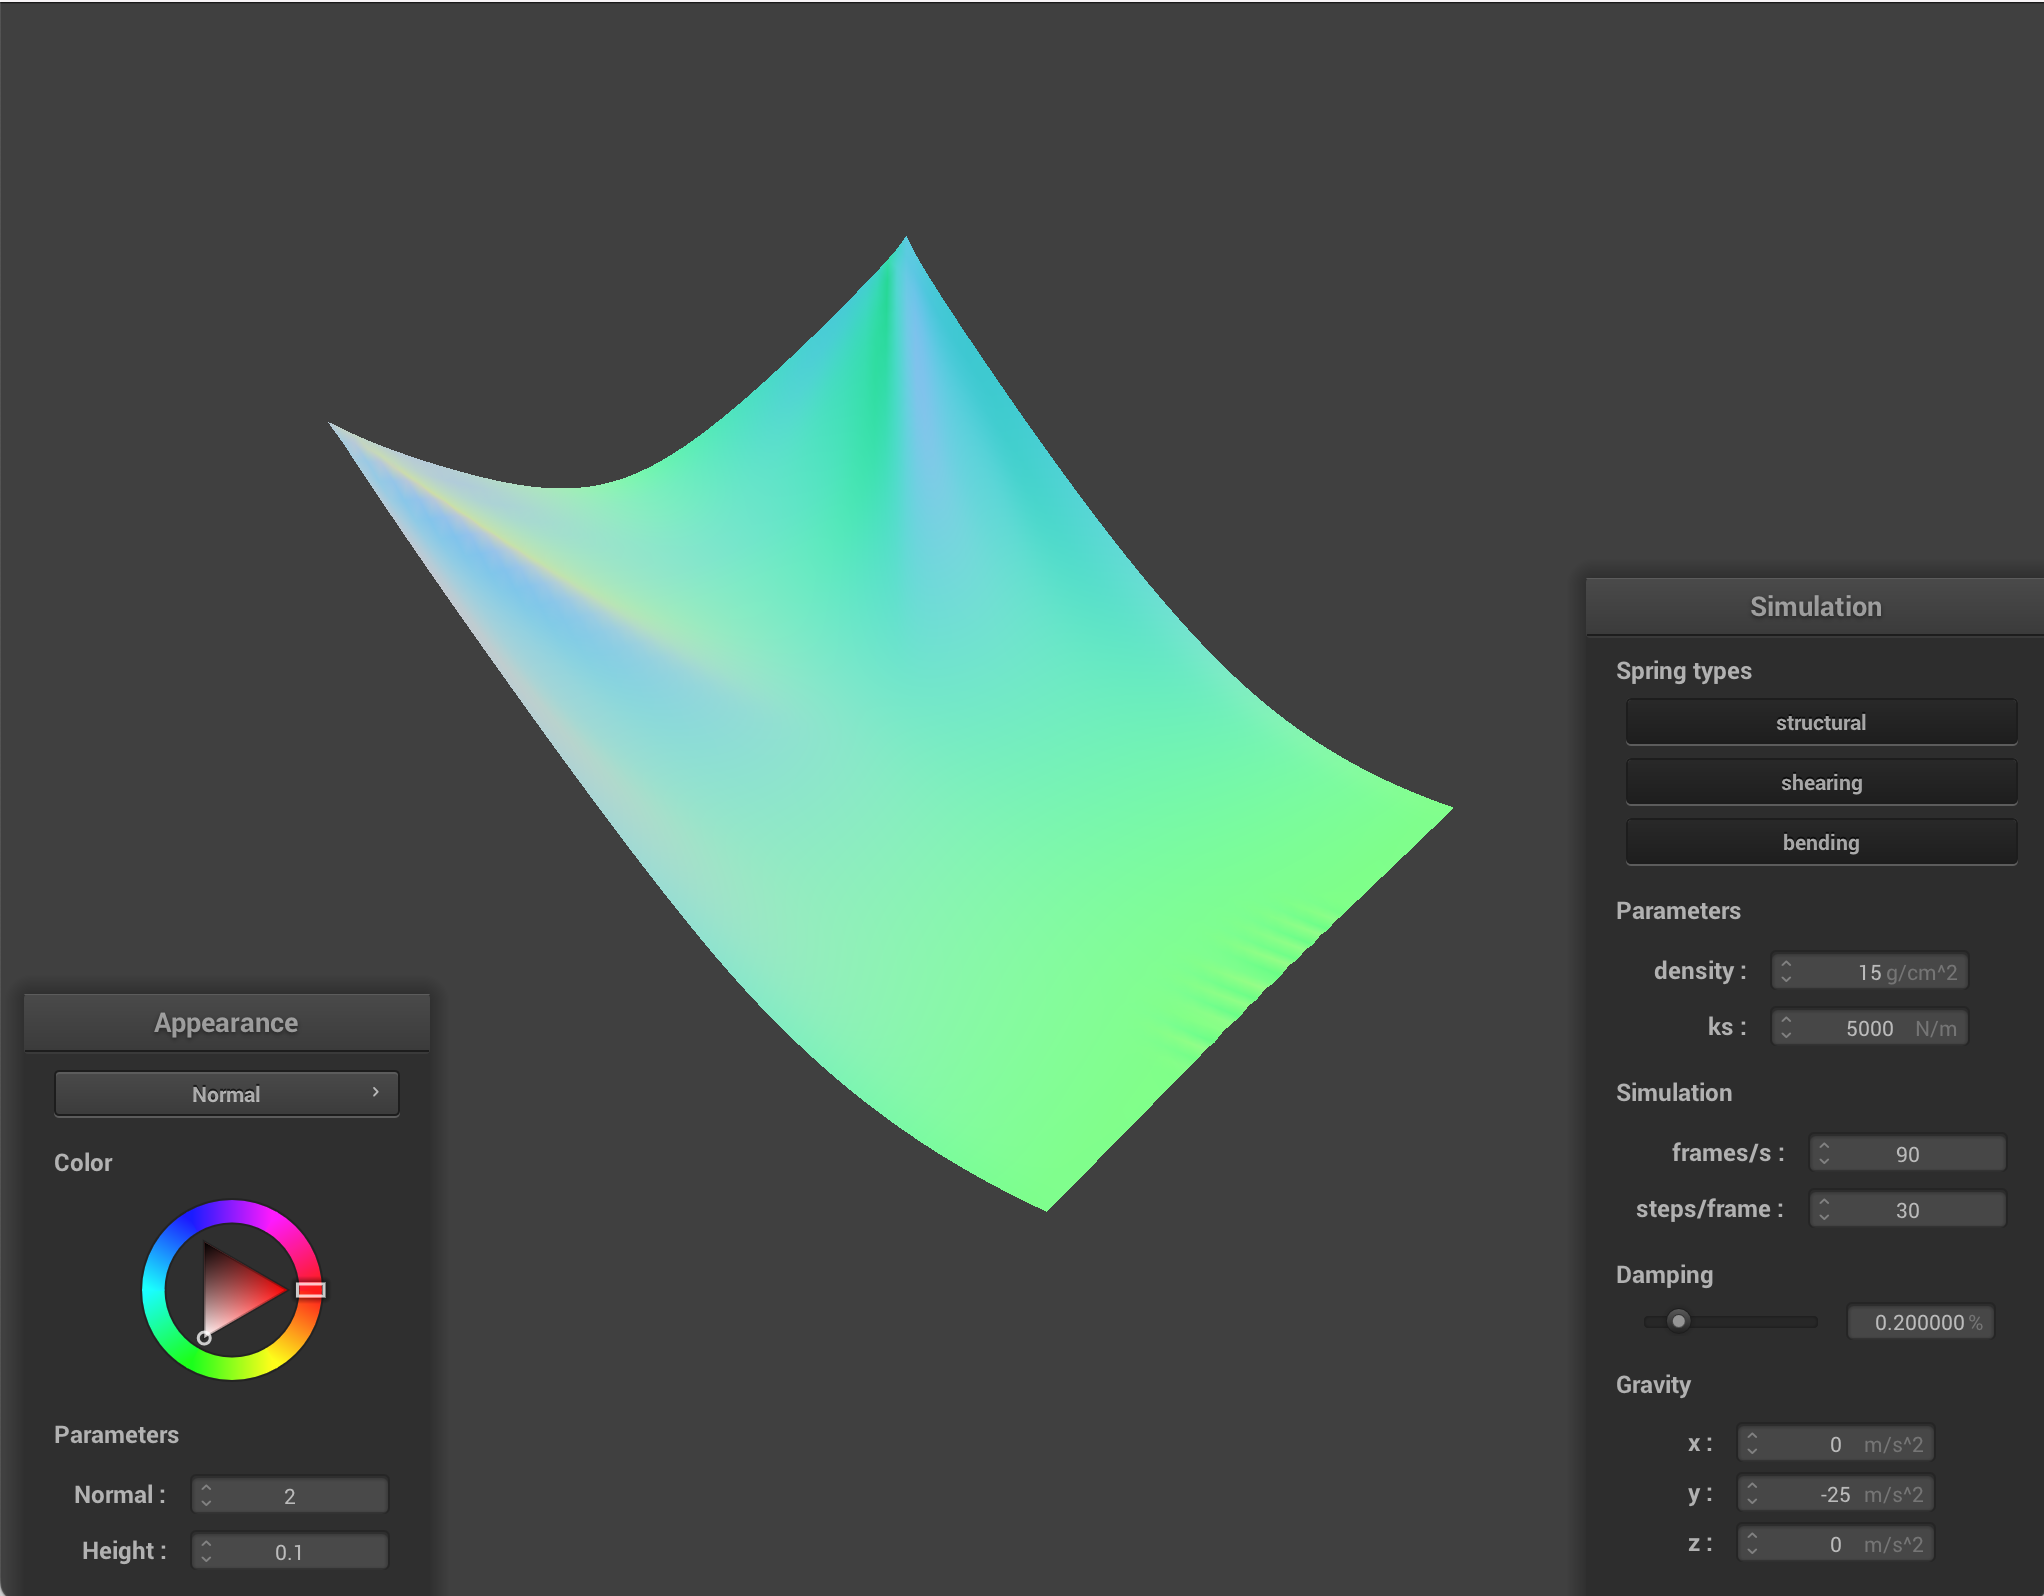 Simulation
Spring types
structural
shearing
bending
Parameters
density : 15 g/cm^2
ks : 5000 N/m
Simulation
frames/s : 90
steps/frame : 30
Damping
0.200000 %
Gravity
x : 0 m/s^2
y : -25 m/s^2
z : 0 m/s^2
Appearance
Normal
Color
Parameters
Normal : 2
Height : 0.1